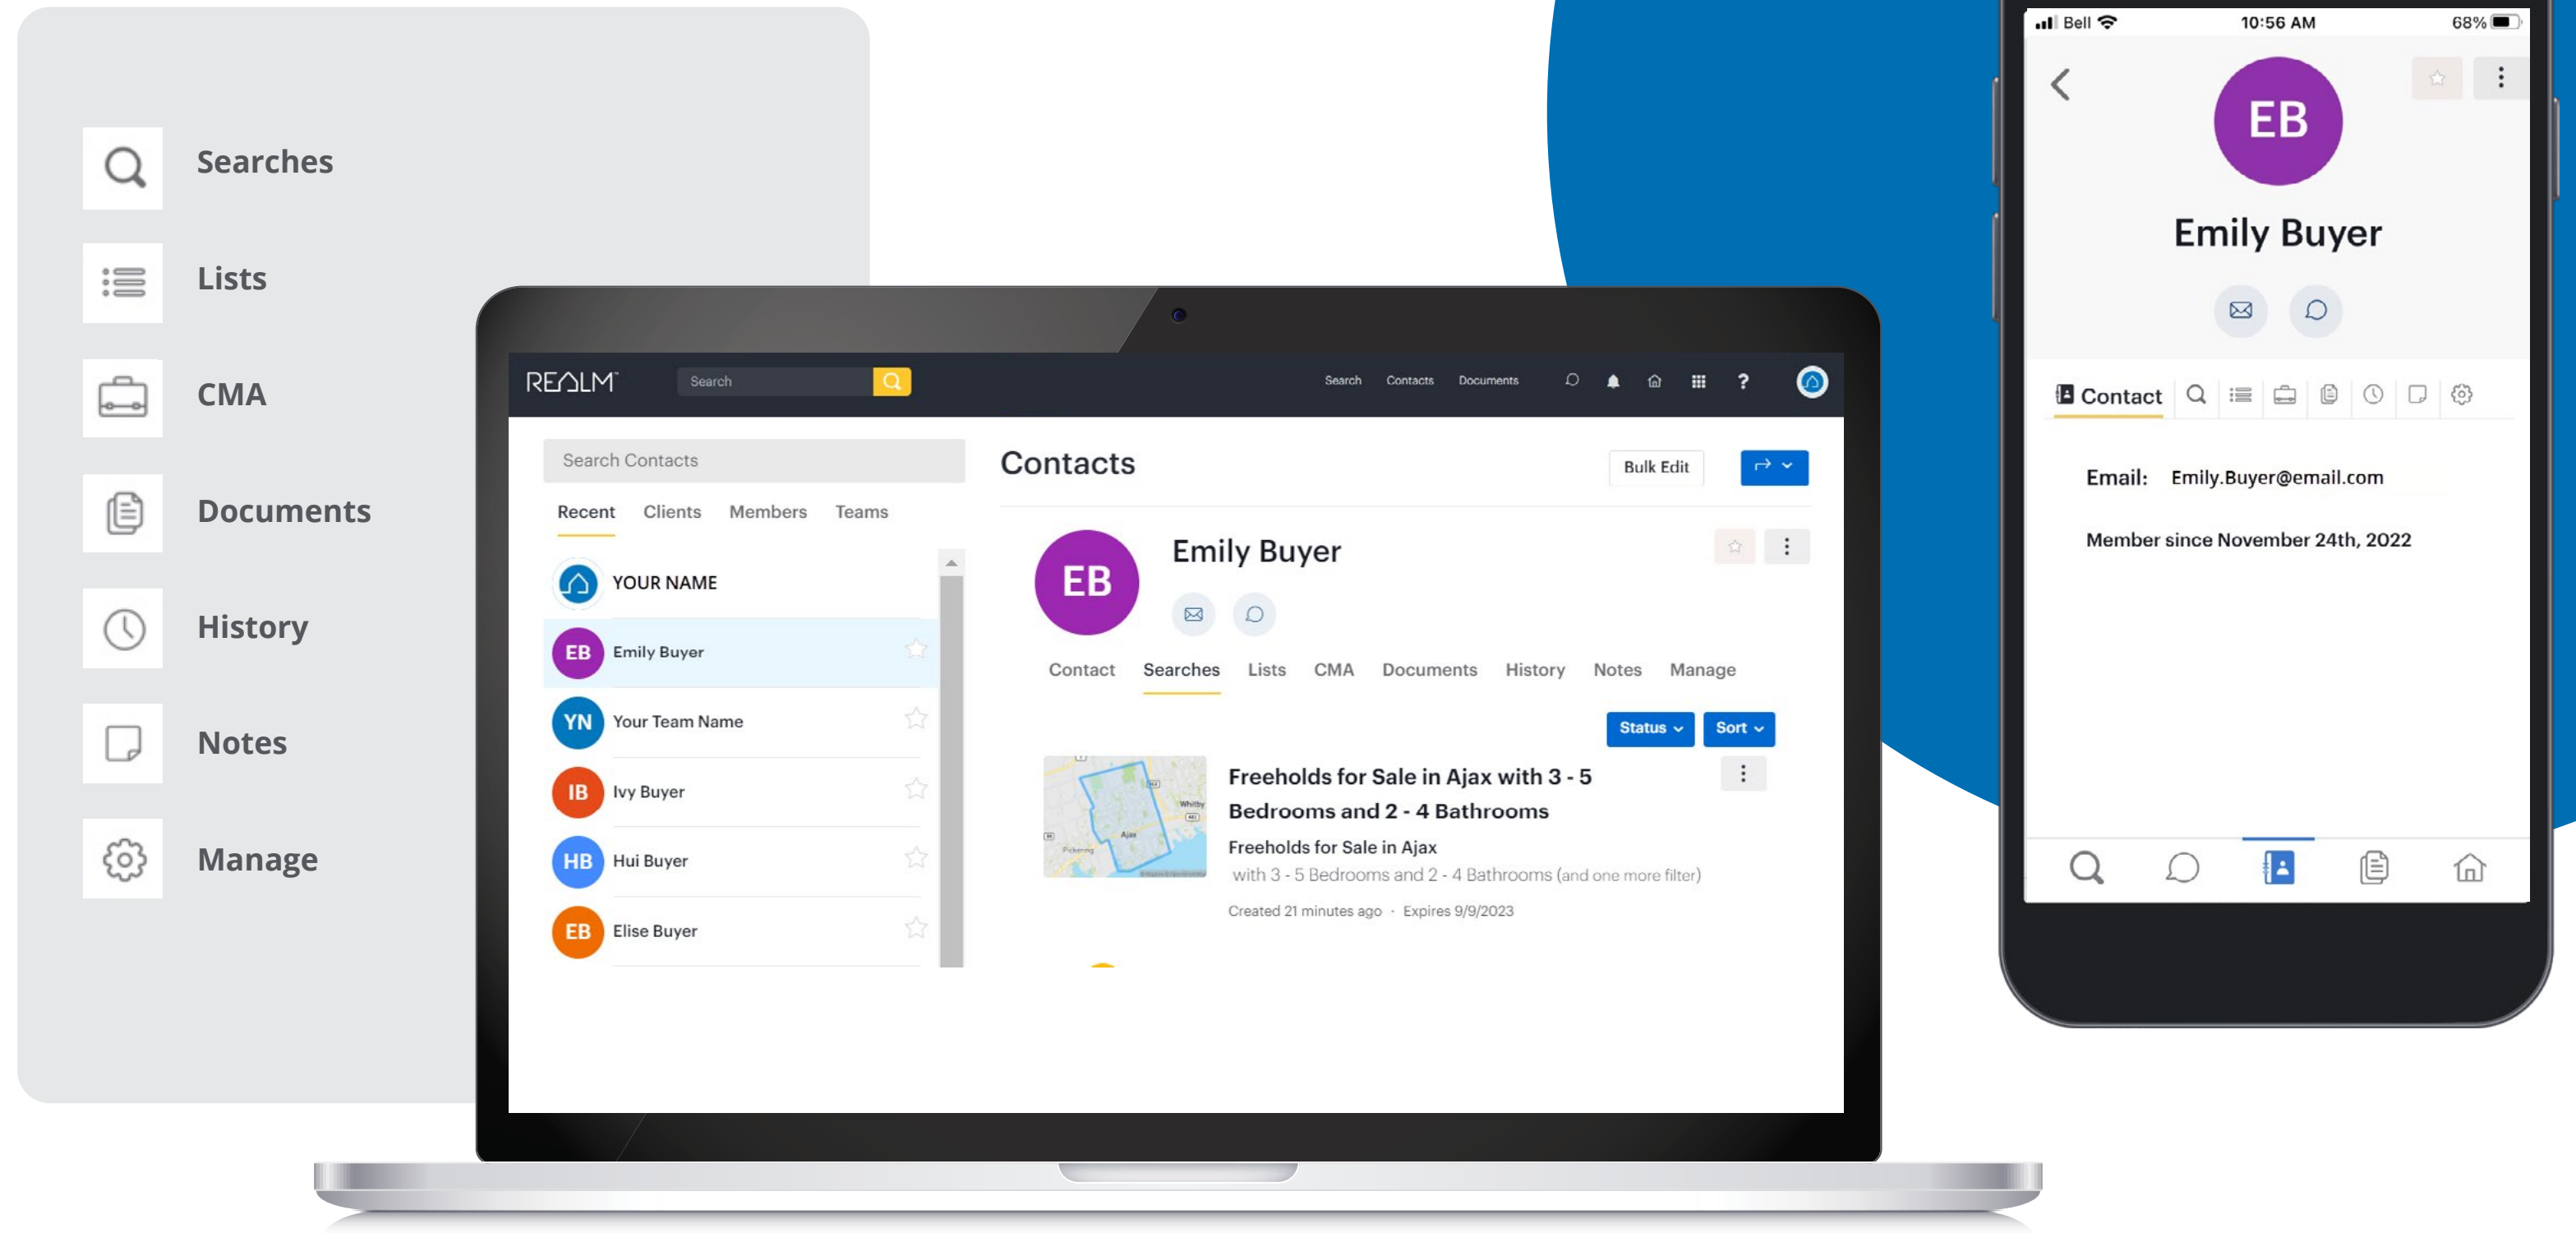 Searches
Lists
CMA
Documents
History
Notes
Manage
REALM™
Search
Search Contacts Documents
?
Search Contacts
Recent Clients Members Teams
YOUR NAME
EB Emily Buyer
YN Your Team Name
IB Ivy Buyer
HB Hui Buyer
EB Elise Buyer
Contacts
Bulk Edit
EB
Emily Buyer
Contact Searches Lists CMA Documents History Notes Manage
Status Sort
Whitby
Ajax
Pickering
Freeholds for Sale in Ajax with 3 - 5
Bedrooms and 2 - 4 Bathrooms
Freeholds for Sale in Ajax
with 3 - 5 Bedrooms and 2 - 4 Bathrooms (and one more filter)
Created 21 minutes ago · Expires 9/9/2023
Bell 10:56 AM 68%
EB
Emily Buyer
Contact
Email: Emily.Buyer@email.com
Member since November 24th, 2022